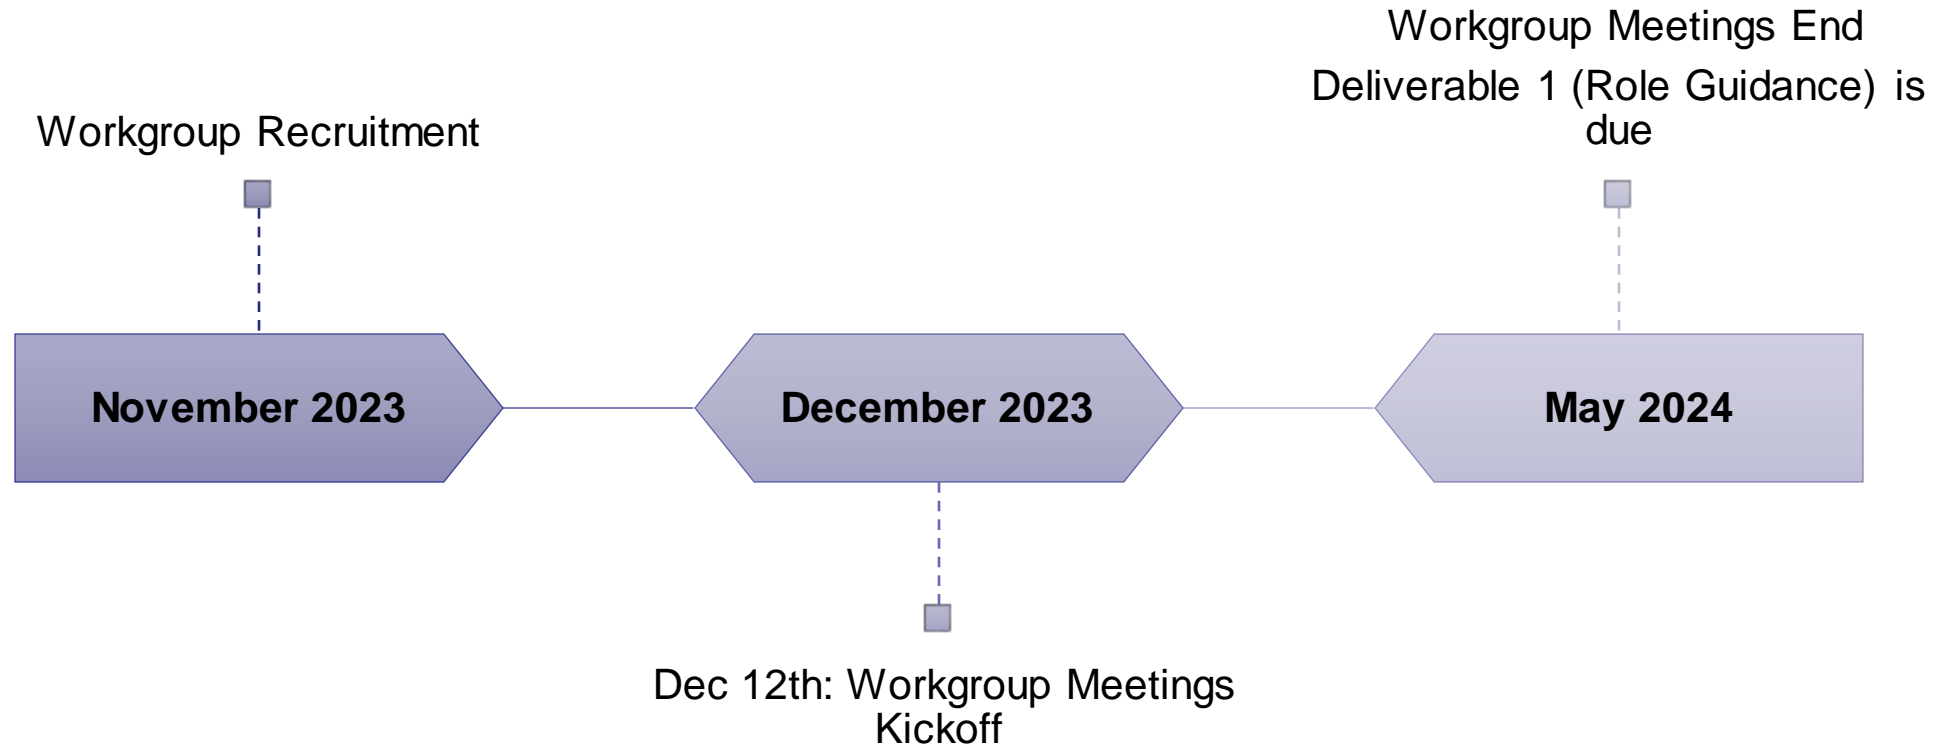 Workgroup Recruitment
November 2023
December 2023
Dec 12th: Workgroup Meetings
Kickoff
Workgroup Meetings End
Deliverable 1 (Role Guidance) is
due
May 2024